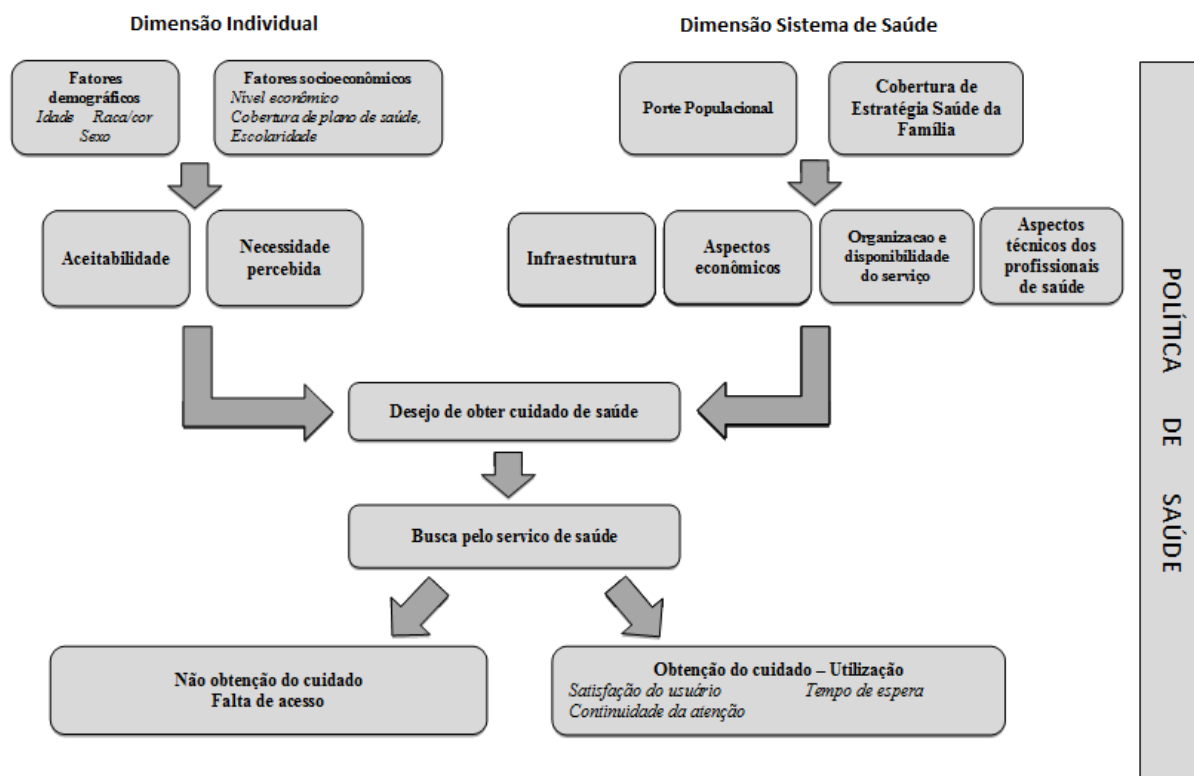 Dimensão Individual
Dimensão Sistema de Saúde
Fatores
demográficos
Idade Raca/cor
Sexo
Fatores socioeconômicos
Nível econômico
Cobertura de plano de saúde,
Escolaridade
Porte Populacional
Cobertura de
Estratégia Saúde da
Família
Aceitabilidade
Necessidade
percebida
Infraestrutura
Aspectos
econômicos
Organizacao e
disponibilidade
do serviço
Aspectos
técnicos dos
profissionais
de saúde
Desejo de obter cuidado de saúde
Busca pelo servico de saúde
Não obtenção do cuidado
Falta de acesso
Obtenção do cuidado – Utilização
Satisfação do usuário Tempo de espera
Continuidade da atenção
POLÍTICA DE SAÚDE